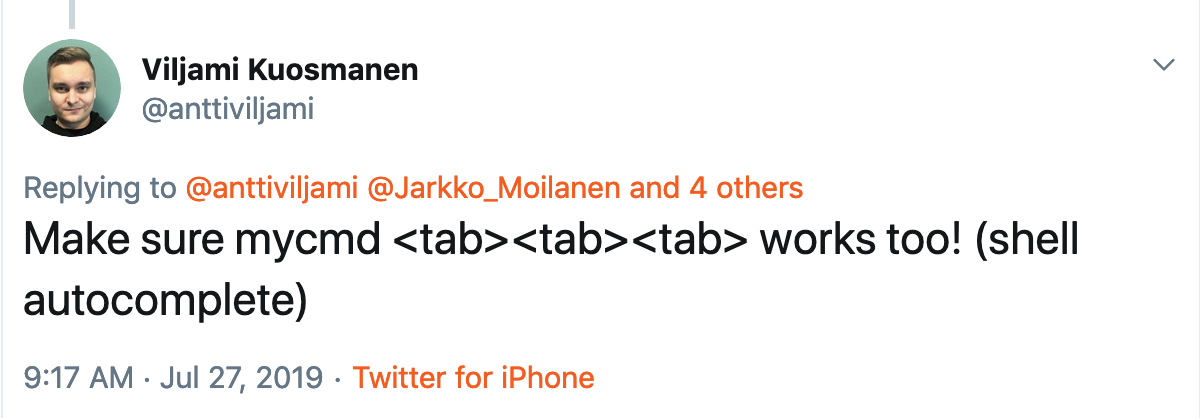 Viljami Kuosmanen
@anttiviljami
Replying to @anttiviljami @Jarkko_Moilanen and 4 others
Make sure mycmd <tab><tab><tab> works too! (shell
autocomplete)
9:17 AM · Jul 27, 2019 · Twitter for iPhone